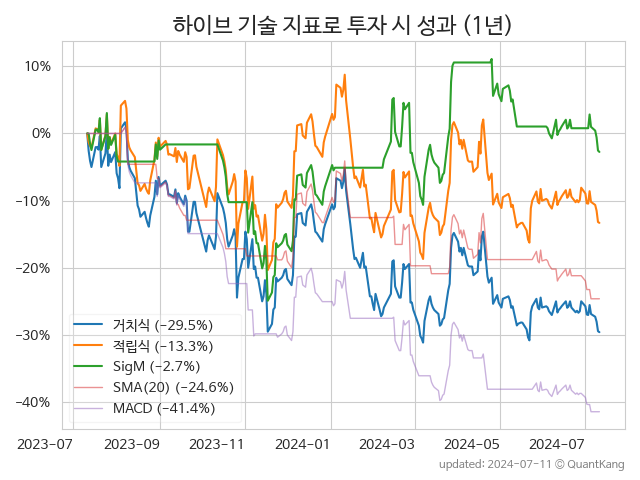 하이브 기술 지표로 투자 시 성과 (1년)
10%
0%
−10%
−20%
−30%
−40%
거치식 (−29.5%)
적립식 (−13.3%)
SigM (−2.7%)
SMA(20) (−24.6%)
MACD (−41.4%)
2023-07
2023-09
2023-11
2024-01
2024-03
2024-05
2024-07
updated: 2024-07-11 © QuantKang